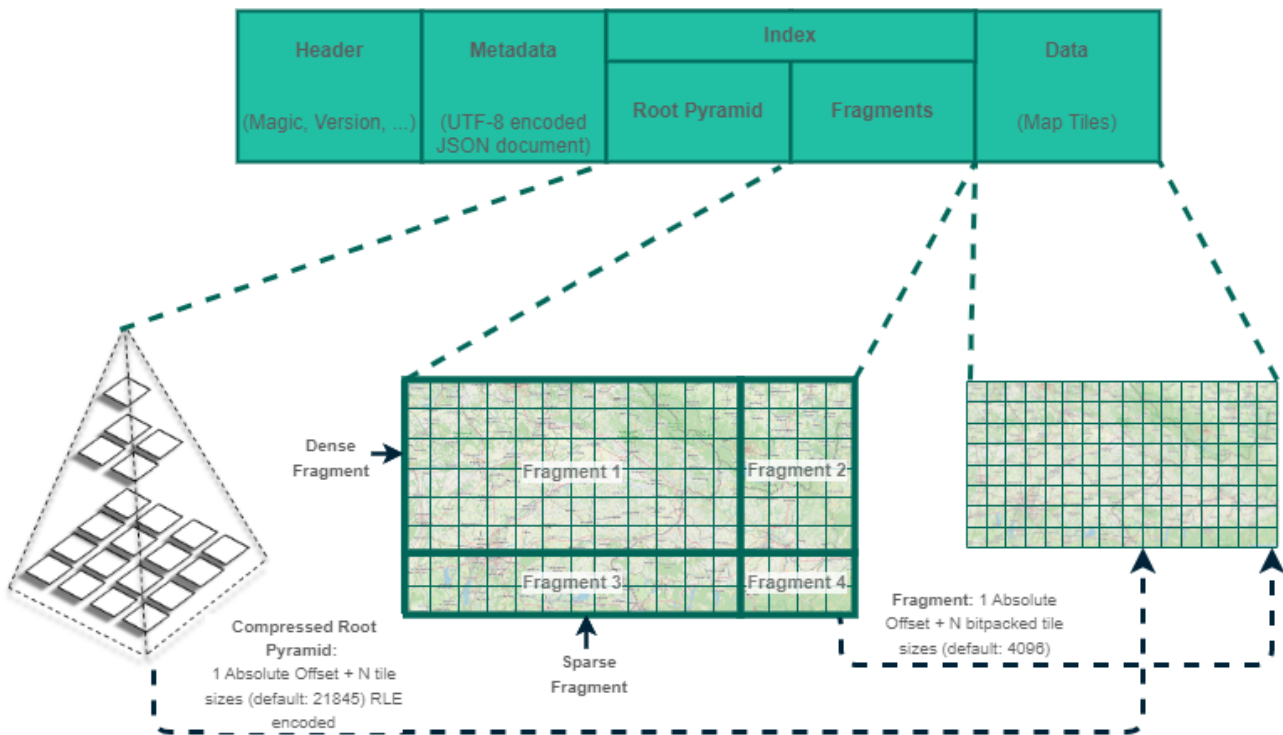 Header
(Magic, Version, ...)
Metadata
(UTF-8 encoded
JSON document)
Index
Root Pyramid
Fragments
Data
(Map Tiles)
Dense
Fragment
Fragment 1
Fragment 2
Fragment 3
Fragment 4
Sparse
Fragment
Compressed Root
Pyramid:
1 Absolute Offset + N tile
sizes (default: 21845) RLE
encoded
Fragment: 1 Absolute
Offset + N bitpacked tile
sizes (default: 4096)